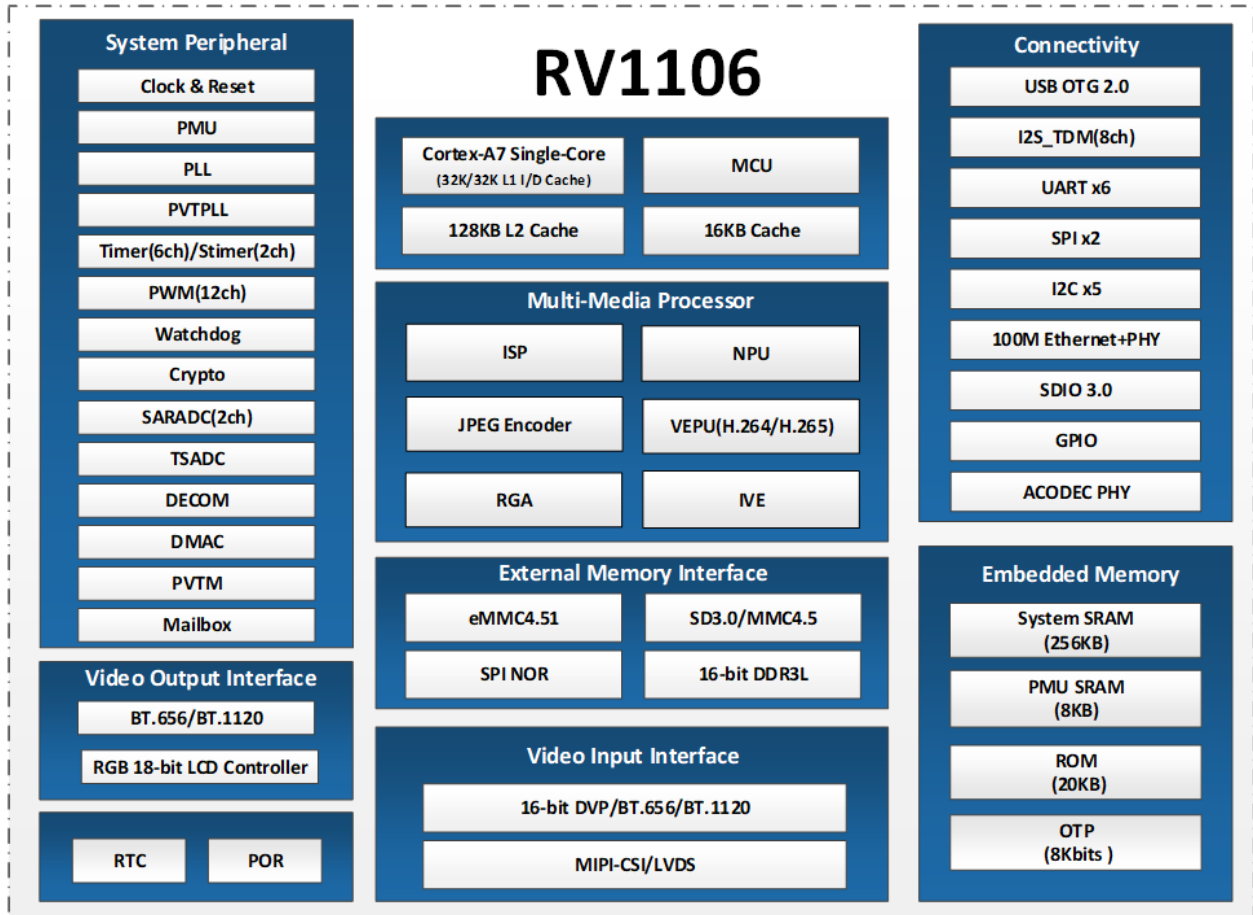 RV1106
System Peripheral
Clock & Reset
PMU
PLL
PVTPLL
Timer(6ch)/Stimer(2ch)
PWM(12ch)
Watchdog
Crypto
SARADC(2ch)
TSADC
DECOM
DMAC
PVTM
Mailbox
Video Output Interface
BT.656/BT.1120
RGB 18-bit LCD Controller
RTC
POR
Cortex-A7 Single-Core
(32K/32K L1 I/D Cache)
MCU
128KB L2 Cache
16KB Cache
Multi-Media Processor
ISP
NPU
JPEG Encoder
VEPU(H.264/H.265)
RGA
IVE
External Memory Interface
eMMC4.51
SD3.0/MMC4.5
SPI NOR
16-bit DDR3L
Video Input Interface
16-bit DVP/BT.656/BT.1120
MIPI-CSI/LVDS
Connectivity
USB OTG 2.0
I2S_TDM(8ch)
UART x6
SPI x2
I2C x5
100M Ethernet+PHY
SDIO 3.0
GPIO
ACODEC PHY
Embedded Memory
System SRAM
(256KB)
PMU SRAM
(8KB)
ROM
(20KB)
OTP
(8Kbits )